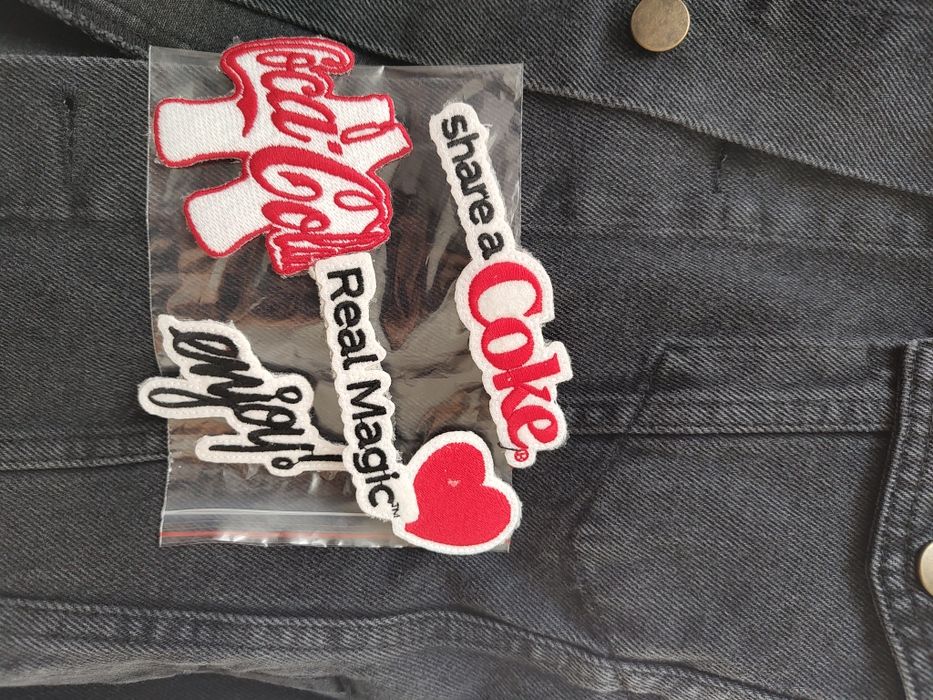 Coca-Cola
share a
Coke®
Real Magic™
enjoy!